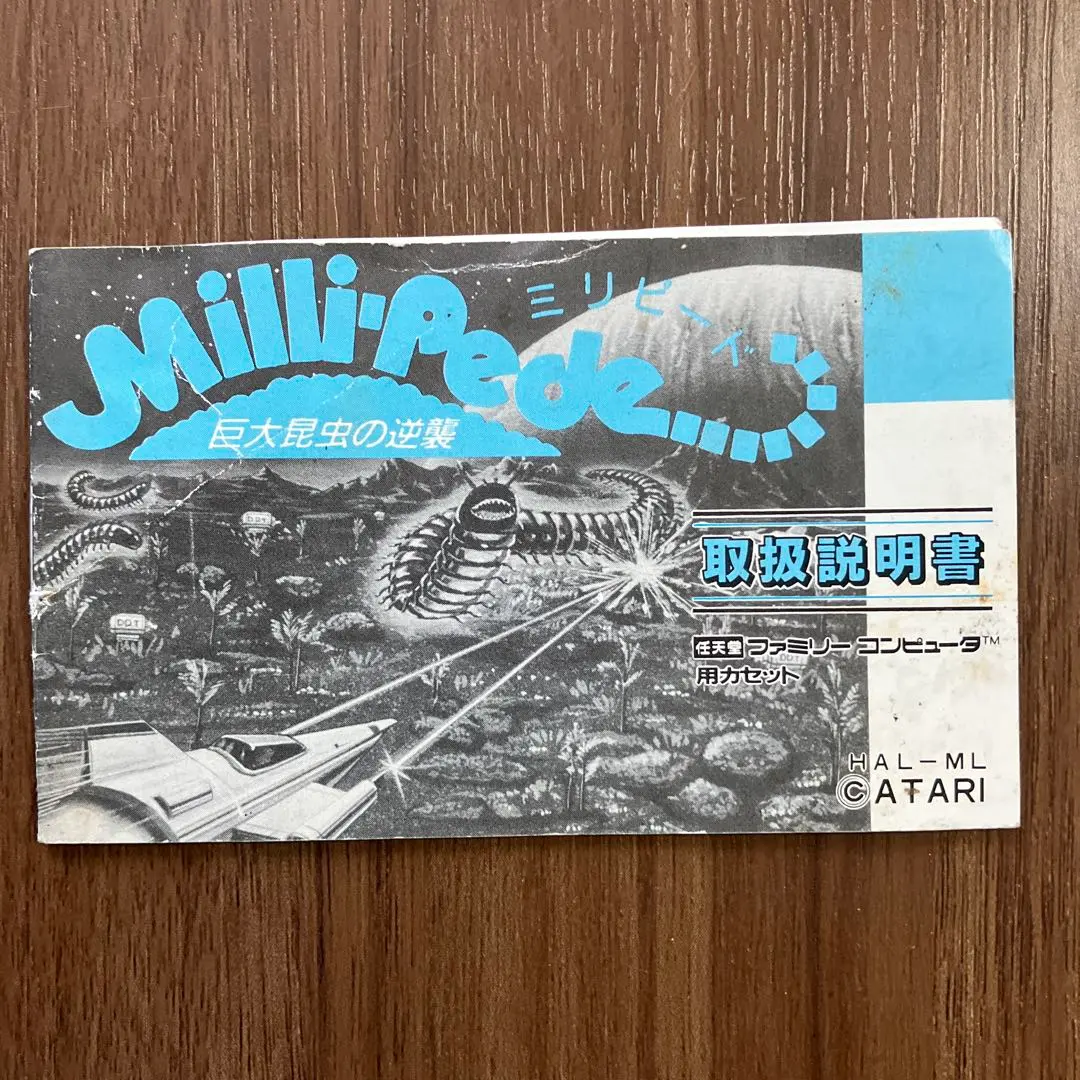 Milli-Pede
ミリピード
巨大昆虫の逆襲
DDT
DDT
取扱説明書
任天堂 ファミリーコンピュータ™
用カセット
DDT
HAL-ML
©ATARI